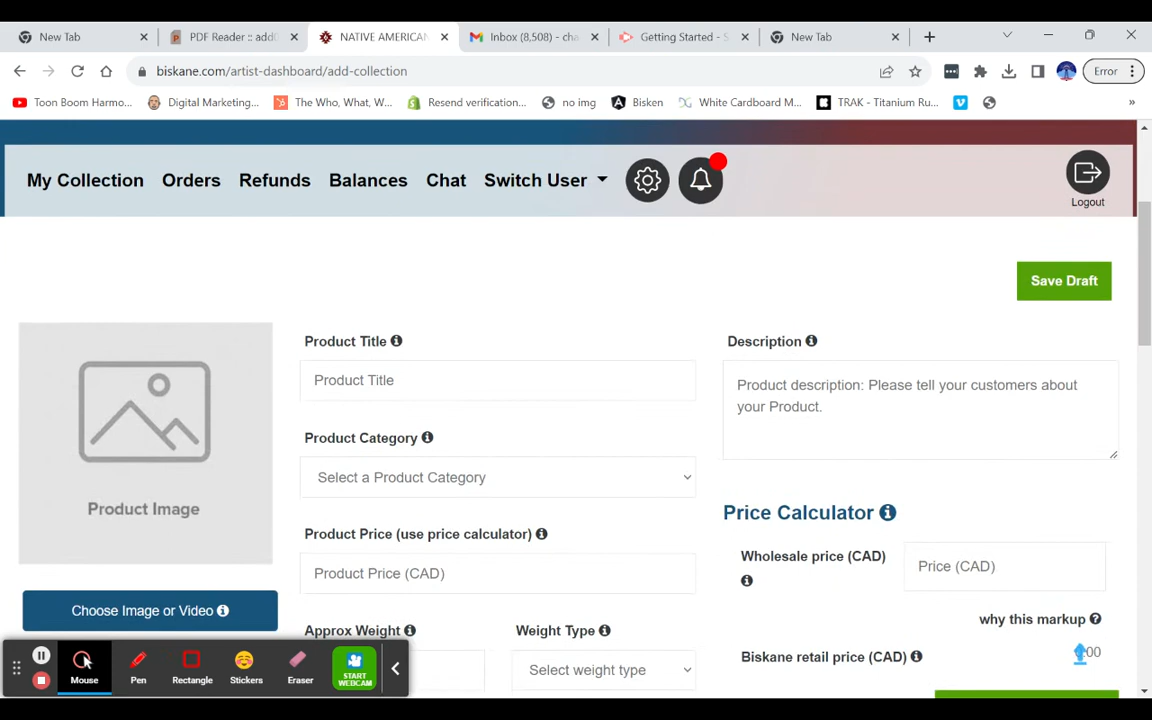 New Tab
PDF Reader :: add
NATIVE AMERICAN
Inbox (8,508) - cha
Getting Started - S
New Tab
biskane.com/artist-dashboard/add-collection
Error
Toon Boom Harmo...
Digital Marketing...
The Who, What, W...
Resend verification...
no img
Bisken
White Cardboard M...
TRAK - Titanium Ru...
My Collection
Orders
Refunds
Balances
Chat
Switch User
Logout
Save Draft
Product Image
Choose Image or Video
Product Title
Product Title
Product Category
Select a Product Category
Product Price (use price calculator)
Product Price (CAD)
Approx Weight
Weight Type
Select weight type
Description
Product description: Please tell your customers about
your Product.
Price Calculator
Wholesale price (CAD)
Price (CAD)
why this markup
Biskane retail price (CAD)
Mouse
Pen
Rectangle
Stickers
Eraser
START
WEBCAM